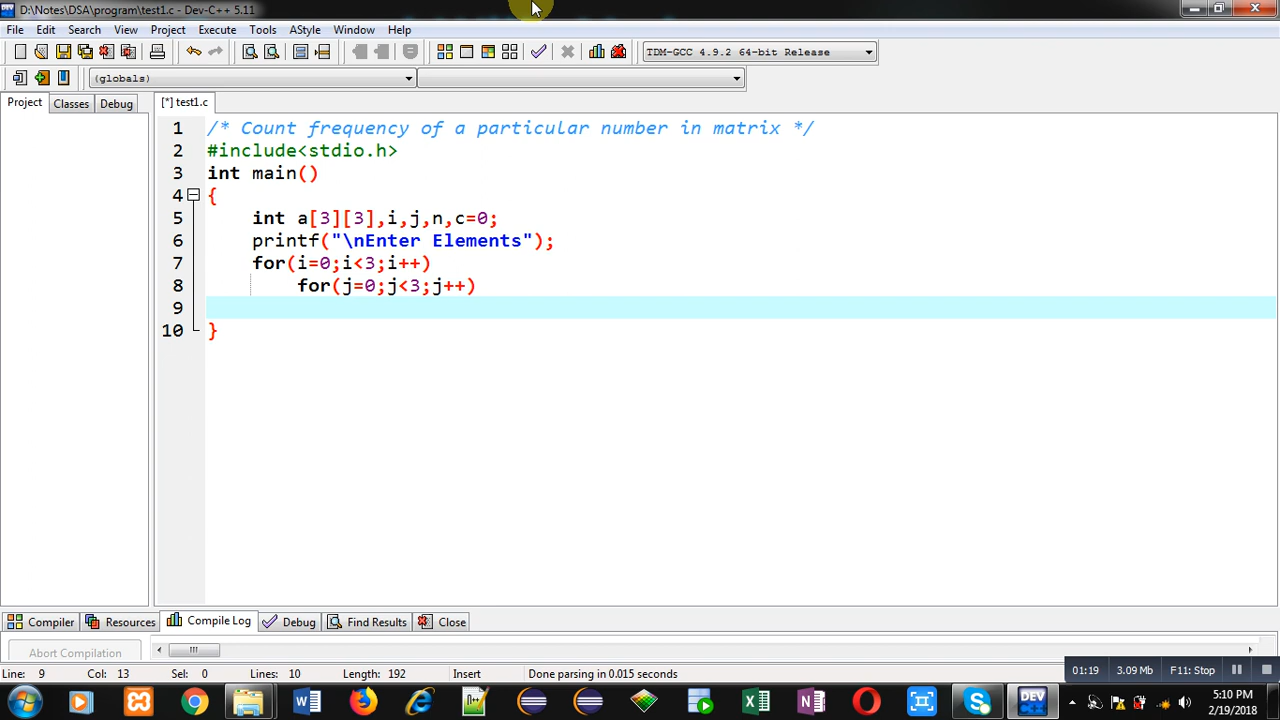 D:\Notes\DSA\program\test1.c - Dev-C++ 5.11
File Edit Search View Project Execute Tools AStyle Window Help
TDM-GCC 4.9.2 64-bit Release
(globals)
Project Classes Debug [*] test1.c
1 /* Count frequency of a particular number in matrix */
2 #include<stdio.h>
3 int main()
4 {
5 int a[3][3],i,j,n,c=0;
6 printf("\nEnter Elements");
7 for(i=0;i<3;i++)
8 for(j=0;j<3;j++)
9
10 }
Compiler Resources Compile Log Debug Find Results Close
Abort Compilation
Line: 9 Col: 13 Sel: 0 Lines: 10 Length: 192 Insert Done parsing in 0.015 seconds
01:19 3.09 Mb F11: Stop
DEV
5:10 PM
2/19/2018